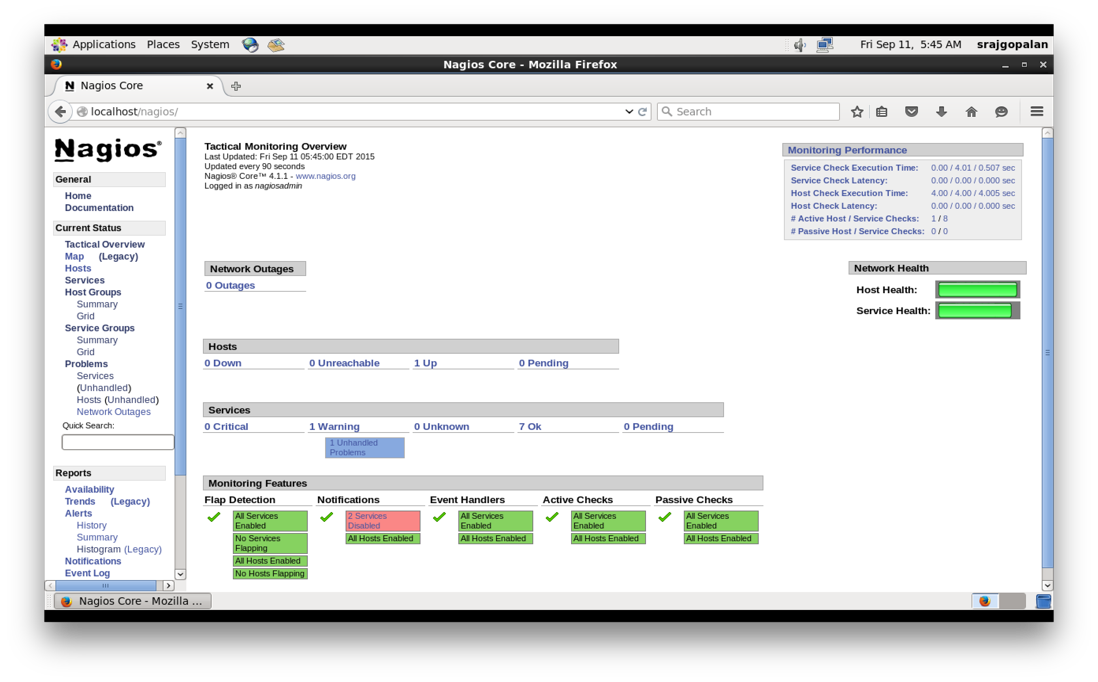 Applications Places System Fri Sep 11, 5:45 AM srajgopalan
Nagios Core - Mozilla Firefox
Nagios Core
localhost/nagios/ Search
Nagios®
General
Home
Documentation
Current Status
Tactical Overview
Map (Legacy)
Hosts
Services
Host Groups
Summary
Grid
Service Groups
Summary
Grid
Problems
Services
(Unhandled)
Hosts (Unhandled)
Network Outages
Quick Search:
Reports
Availability
Trends (Legacy)
Alerts
History
Summary
Histogram (Legacy)
Notifications
Event Log
Tactical Monitoring Overview
Last Updated: Fri Sep 11 05:45:00 EDT 2015
Updated every 90 seconds
Nagios® Core™ 4.1.1 - www.nagios.org
Logged in as nagiosadmin
Monitoring Performance
Service Check Execution Time: 0.00 / 4.01 / 0.507 sec
Service Check Latency: 0.00 / 0.00 / 0.000 sec
Host Check Execution Time: 4.00 / 4.00 / 4.005 sec
Host Check Latency: 0.00 / 0.00 / 0.000 sec
# Active Host / Service Checks: 1 / 8
# Passive Host / Service Checks: 0 / 0
Network Outages
0 Outages
Network Health
Host Health:
Service Health:
Hosts
0 Down 0 Unreachable 1 Up 0 Pending
Services
0 Critical 1 Warning 0 Unknown 7 Ok 0 Pending
1 Unhandled
Problems
Monitoring Features
Flap Detection Notifications Event Handlers Active Checks Passive Checks
All Services
Enabled
No Services
Flapping
All Hosts Enabled
No Hosts Flapping
2 Services
Disabled
All Hosts Enabled
All Services
Enabled
All Hosts Enabled
All Services
Enabled
All Hosts Enabled
All Services
Enabled
All Hosts Enabled
Nagios Core - Mozilla ...